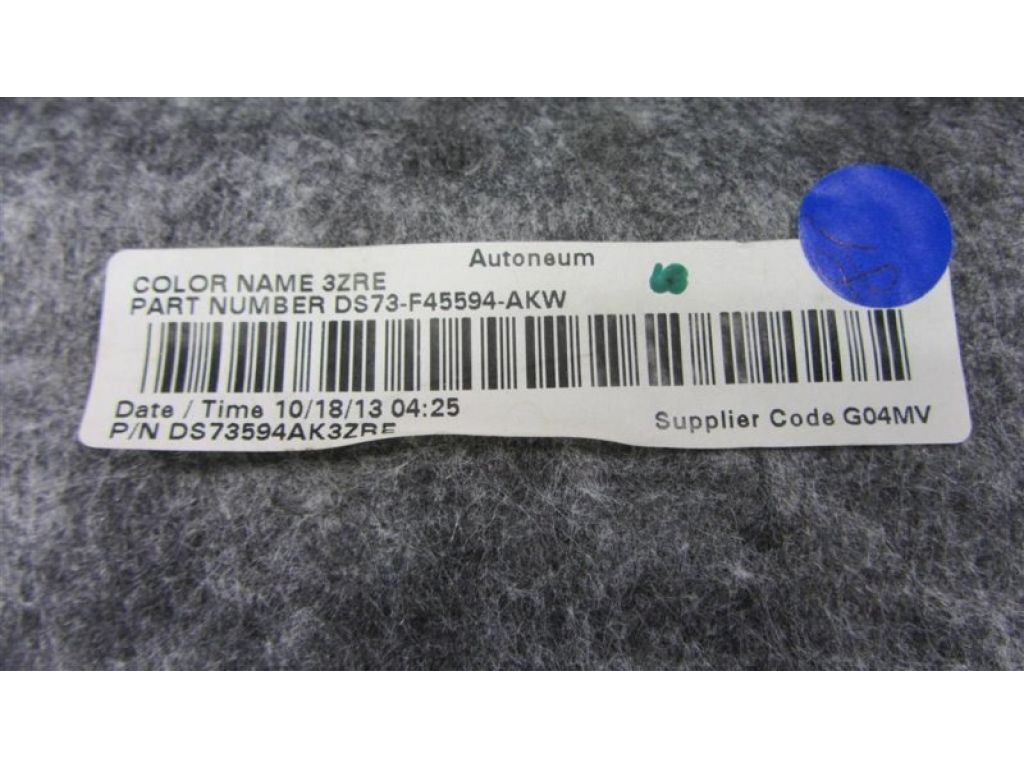 Autoneum
COLOR NAME 3ZRE
PART NUMBER DS73-F45594-AKW
Date / Time 10/18/13 04:25
Supplier Code G04MV
P/N DS73594AK3ZRE